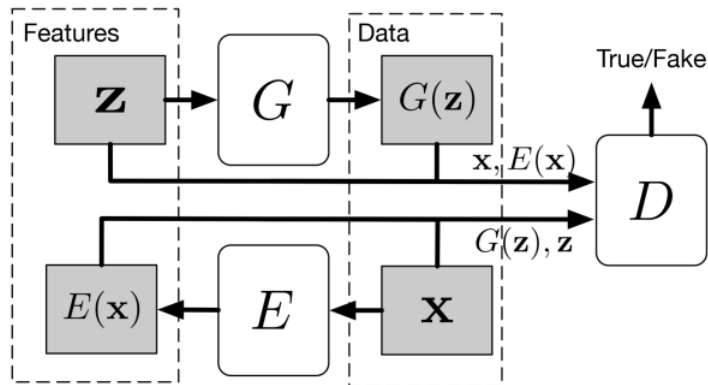 Features
Data
True/Fake
z
G
G(z)
x, E(x)
D
G(z), z
E(x)
E
x